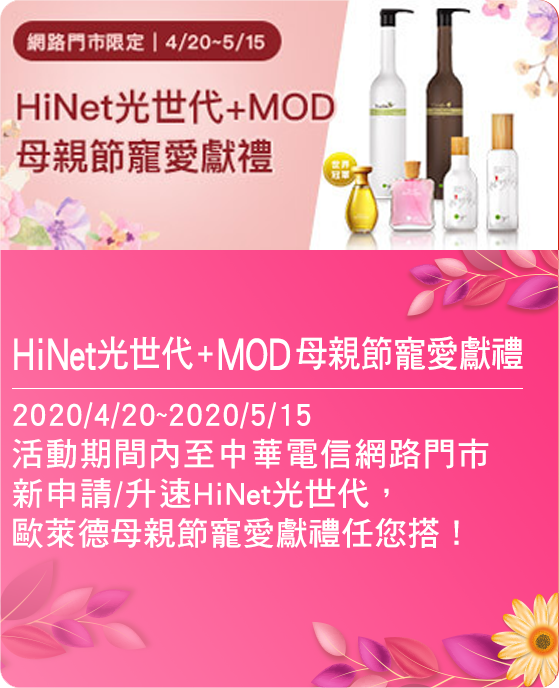 網路門市限定｜4/20~5/15
HiNet光世代+MOD
母親節寵愛獻禮
世界
冠軍
HiNet光世代+MOD母親節寵愛獻禮
2020/4/20~2020/5/15
活動期間內至中華電信網路門市
新申請/升速HiNet光世代，
歐萊德母親節寵愛獻禮任您搭！